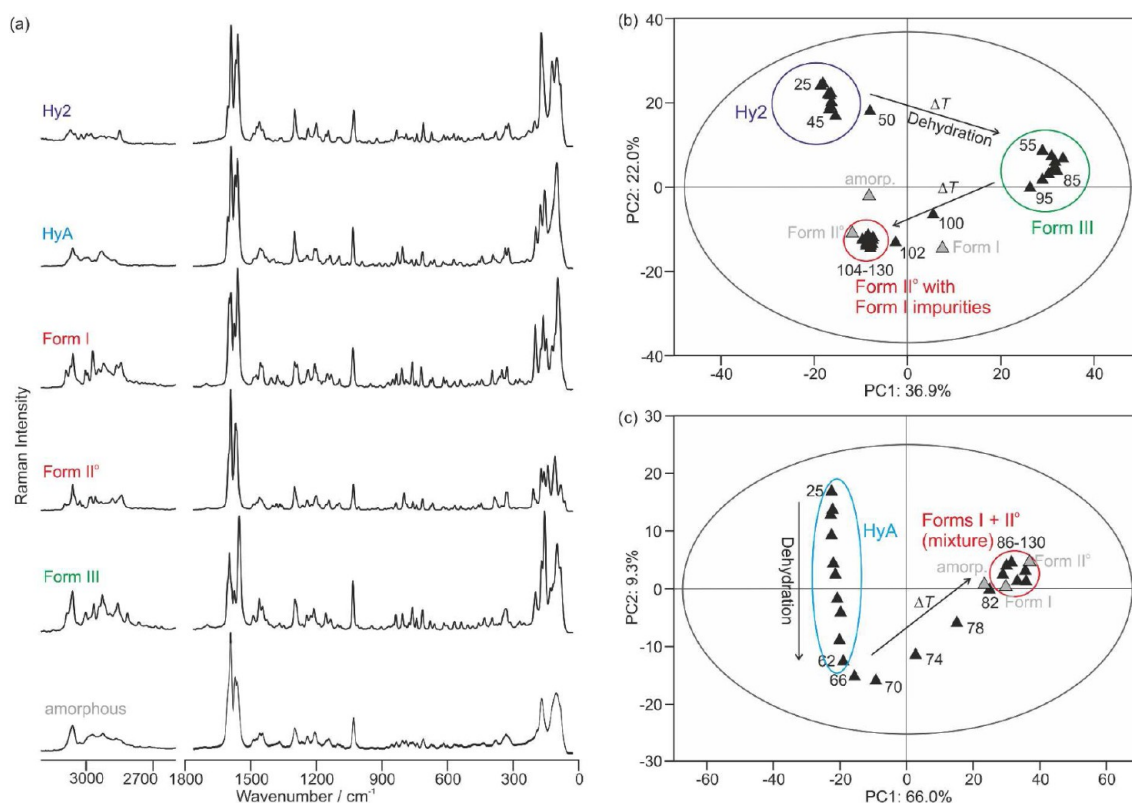 (a)
Hy2
HyA
Form I
Form II°
Form III
amorphous
Raman Intensity
3000 2700 1800 1500 1200 900 600 300 0
Wavenumber / cm⁻¹
(b)
40
20
0
-20
-40
PC2: 22.0%
25
45
50
Hy2
ΔT
Dehydration
55
85
95
Form III
amorp.
ΔT
100
Form II°
102
Form I
104-130
Form II° with
Form I impurities
-40 -20 0 20 40
PC1: 36.9%
(c)
30
20
10
0
-10
-20
-30
PC2: 9.3%
25
HyA
Dehydration
Forms I + II°
(mixture)
86-130
Form II°
amorp.
Form I
82
ΔT
78
74
62
66
70
-60 -40 -20 0 20 40 60
PC1: 66.0%